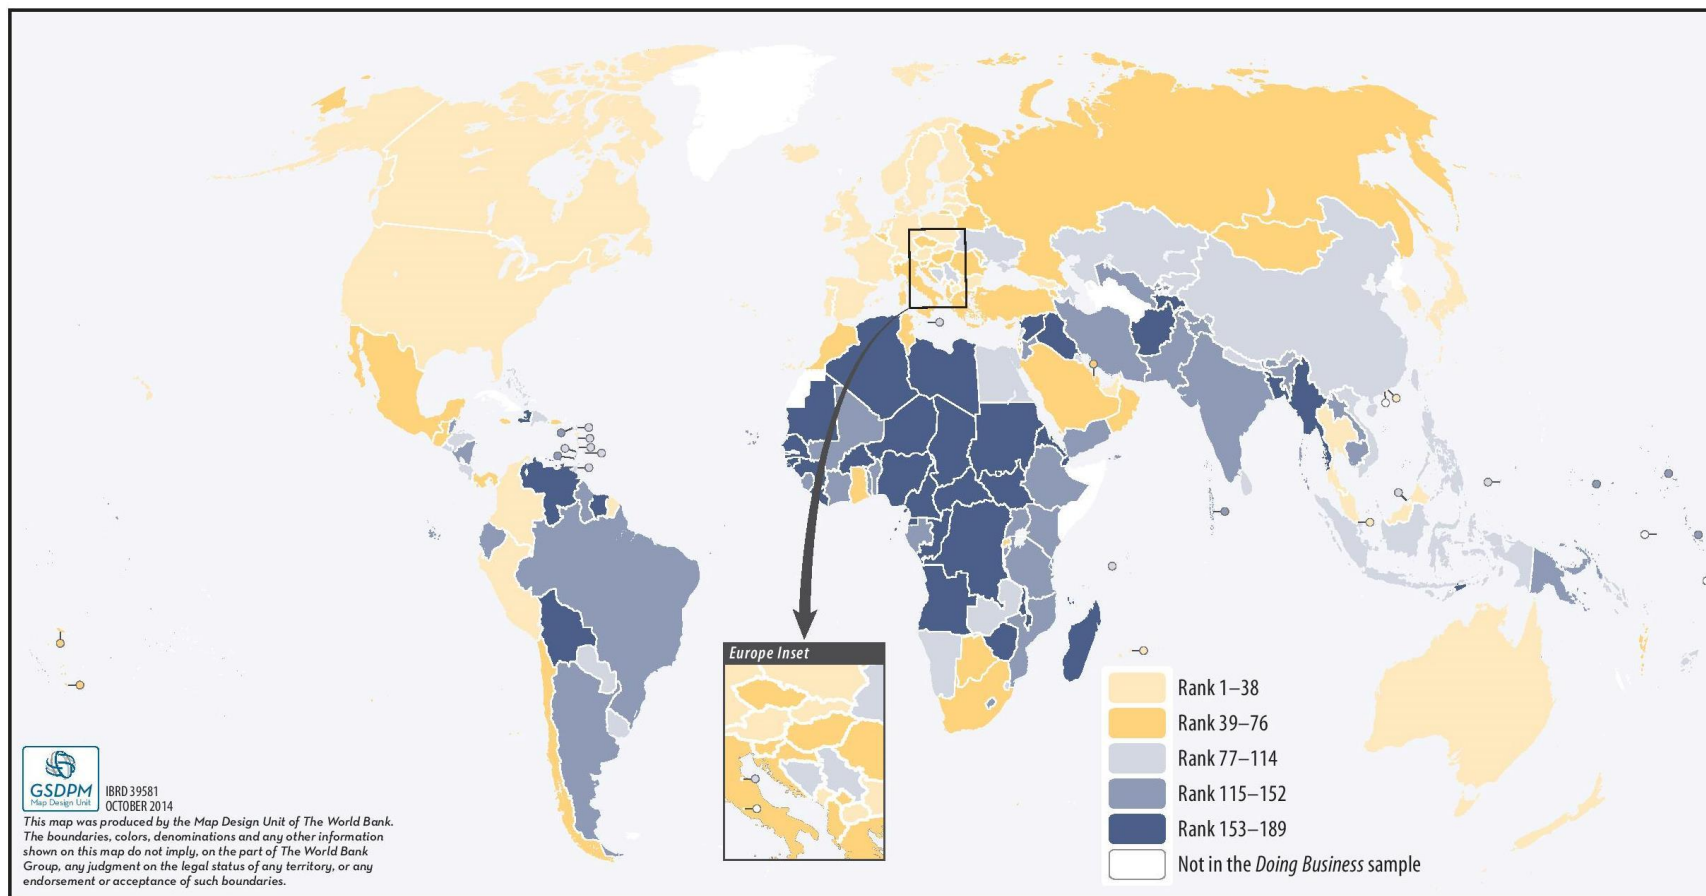 Europe Inset
Rank 1–38
Rank 39–76
Rank 77–114
Rank 115–152
Rank 153–189
Not in the Doing Business sample
GSDPM
Map Design Unit
IBRD 39581
OCTOBER 2014
This map was produced by the Map Design Unit of The World Bank.
The boundaries, colors, denominations and any other information
shown on this map do not imply, on the part of The World Bank
Group, any judgment on the legal status of any territory, or any
endorsement or acceptance of such boundaries.